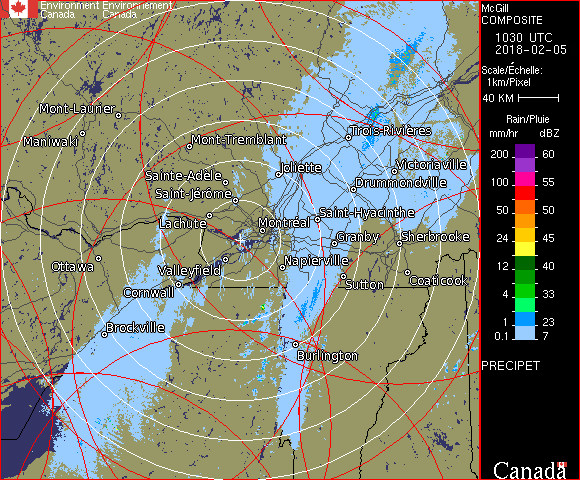 Environment Environnement
Canada Canada
McGill
COMPOSITE
1030 UTC
2018-02-05
Scale/Échelle:
1km/Pixel
40 KM
Rain/Pluie
mm/hr dBZ
200 60
100 55
50 50
24 45
12 40
4 33
1 23
0.1 7
PRECIPET
Canada
Mont-Laurier
Maniwaki
Mont-Tremblant
Trois-Rivières
Sainte-Adèle
Joliette
Victoriaville
Saint-Jérôme
Drummondville
Lachute
Montréal
Saint-Hyacinthe
Granby
Sherbrooke
Ottawa
Valleyfield
Napierville
Cornwall
Sutton
Coaticook
Brockville
Burlington